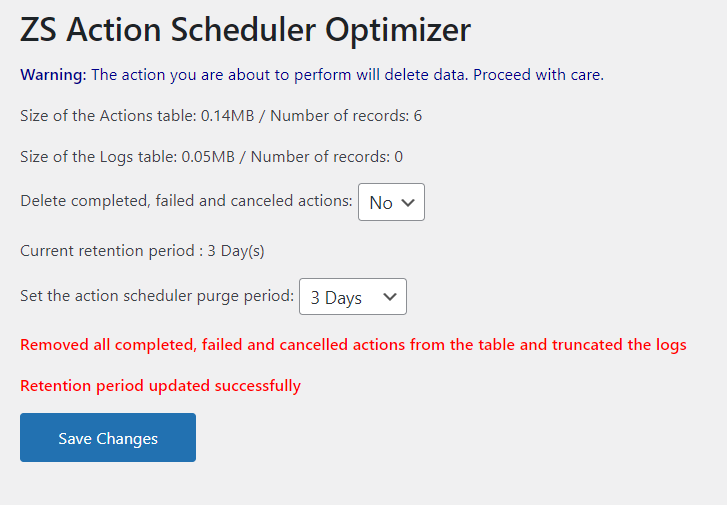 ZS Action Scheduler Optimizer
Warning: The action you are about to perform will delete data. Proceed with care.
Size of the Actions table: 0.14MB / Number of records: 6
Size of the Logs table: 0.05MB / Number of records: 0
Delete completed, failed and canceled actions: No
Current retention period : 3 Day(s)
Set the action scheduler purge period: 3 Days
Removed all completed, failed and cancelled actions from the table and truncated the logs
Retention period updated successfully
Save Changes